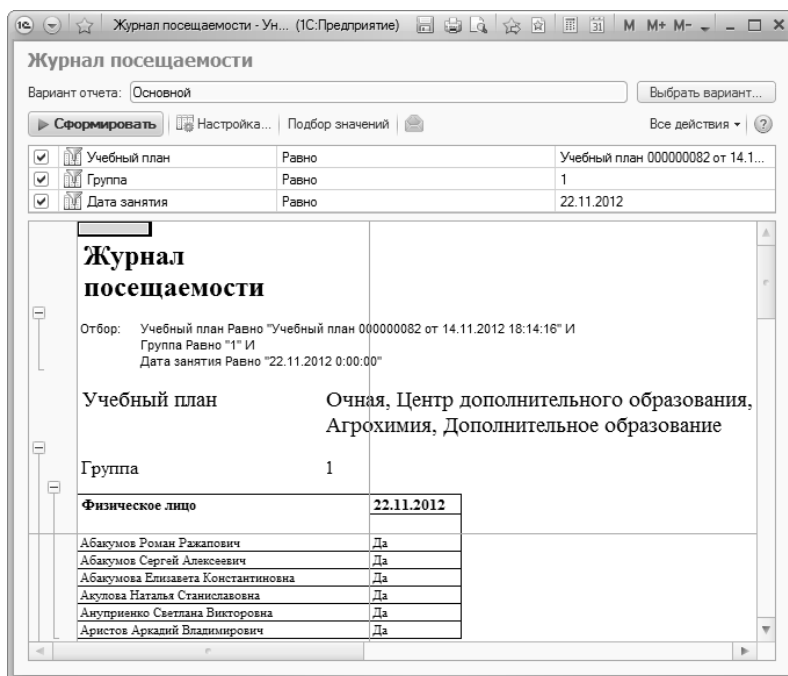 Журнал посещаемости - Ун... (1С:Предприятие) 31 M M+ M-
Журнал посещаемости
Вариант отчета: Основной Выбрать вариант...
Сформировать Настройка... Подбор значений Все действия ?
Учебный план Равно Учебный план 000000082 от 14.1...
Группа Равно 1
Дата занятия Равно 22.11.2012
Журнал
посещаемости
Отбор: Учебный план Равно "Учебный план 000000082 от 14.11.2012 18:14:16" И
Группа Равно "1" И
Дата занятия Равно "22.11.2012 0:00:00"
Учебный план Очная, Центр дополнительного образования,
Агрохимия, Дополнительное образование
Группа 1
Физическое лицо 22.11.2012
Абакумов Роман Ражапович Да
Абакумов Сергей Алексеевич Да
Абакумова Елизавета Константиновна Да
Акулова Наталья Станиславовна Да
Ануприенко Светлана Викторовна Да
Аристов Аркадий Владимирович Да